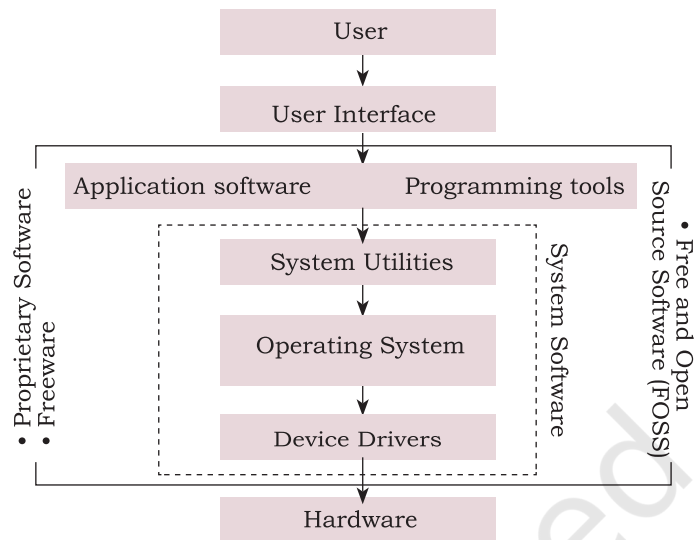 User
User Interface
Application software
Programming tools
System Utilities
Operating System
Device Drivers
System Software
Hardware
• Proprietary Software
• Freeware
• Free and Open
Source Software (FOSS)
ed